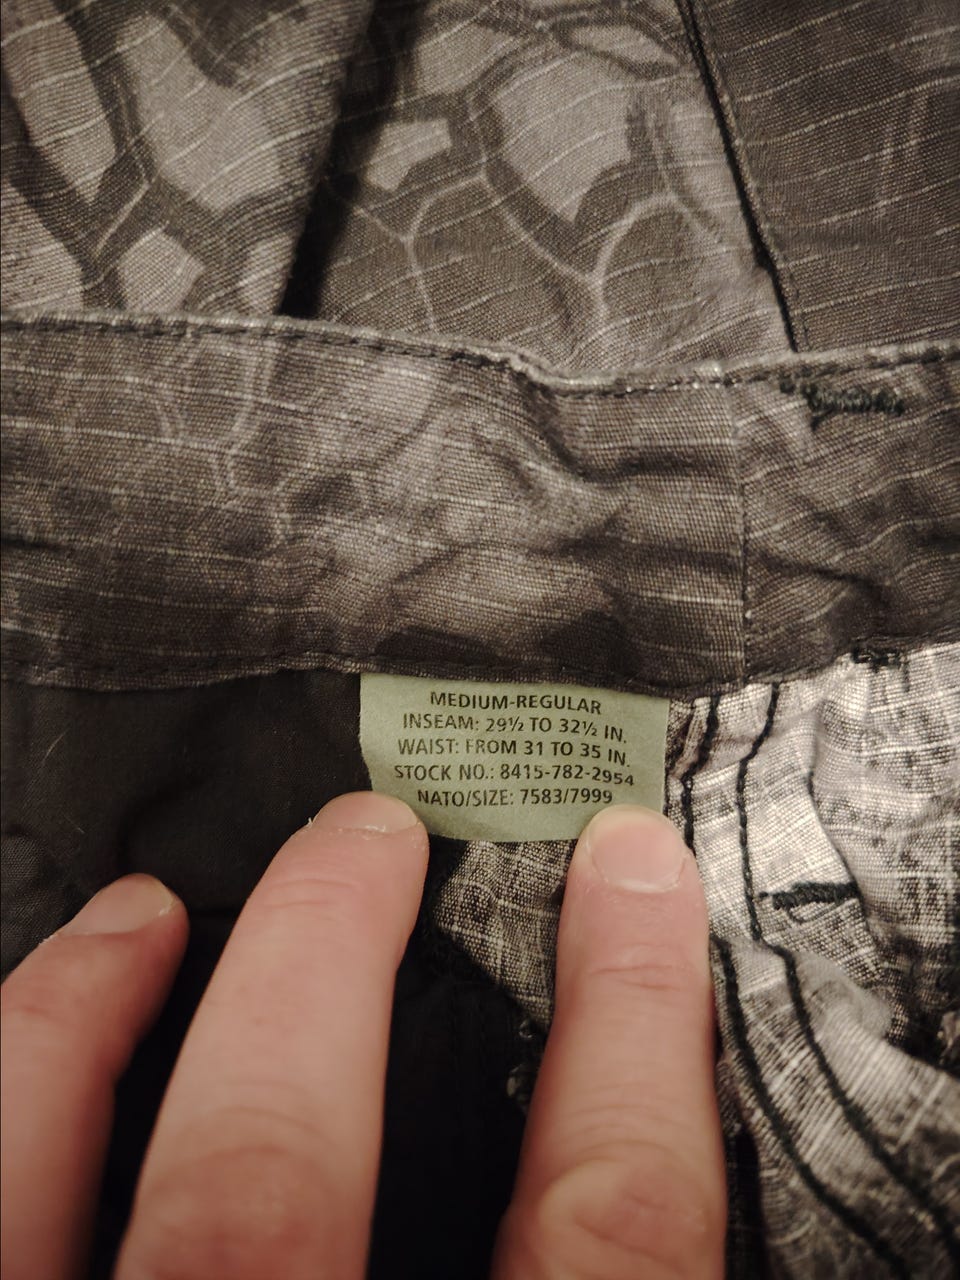 MEDIUM-REGULAR
INSEAM: 29½ TO 32½ IN.
WAIST: FROM 31 TO 35 IN.
STOCK NO.: 8415-782-2954
NATO/SIZE: 7583/7999